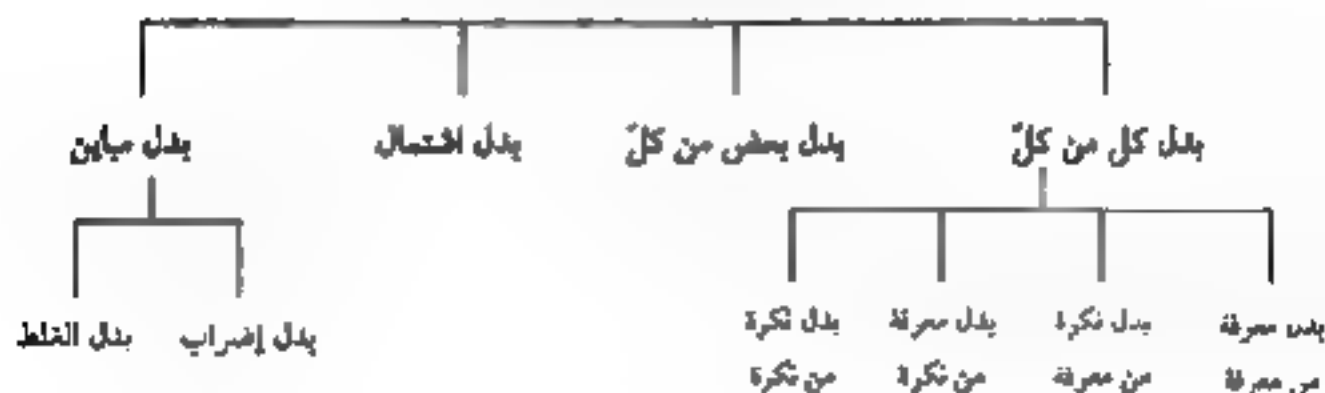 بدل كل من كلّ
بدل بعض من كلّ
بدل اشتمال
بدل مباين
بدل معرفة
من معرفة
بدل نكرة
من معرفة
بدل معرفة
من نكرة
بدل نكرة
من نكرة
بدل إضراب
بدل الغلط